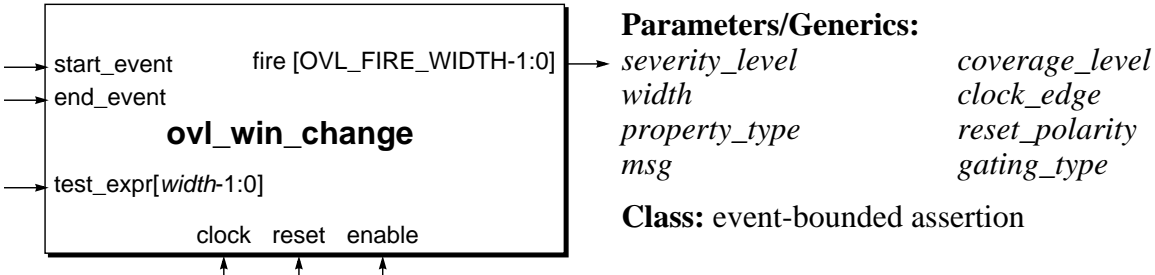 start_event fire [OVL_FIRE_WIDTH-1:0]
end_event
ovl_win_change
test_expr[width-1:0]
clock reset enable
Parameters/Generics:
severity_level coverage_level
width clock_edge
property_type reset_polarity
msg gating_type
Class: event-bounded assertion